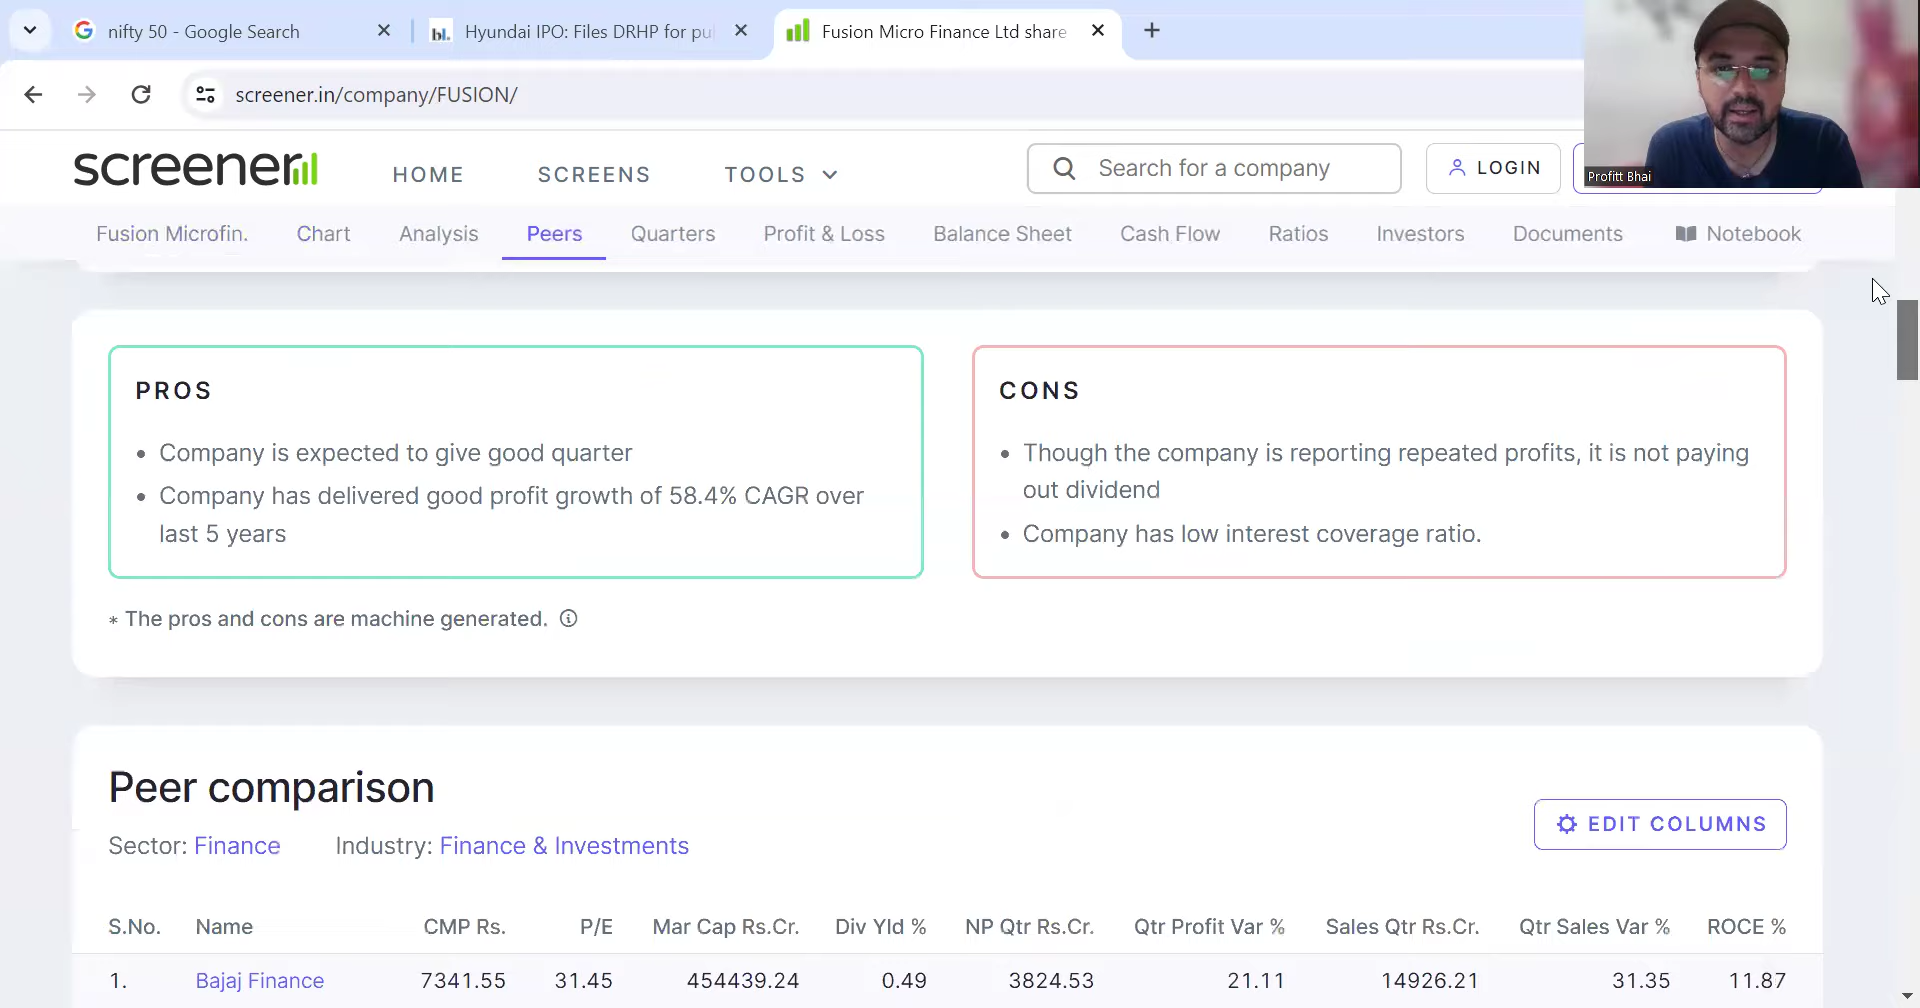 nifty 50 - Google Search
Hyundai IPO: Files DRHP for pu
Fusion Micro Finance Ltd share
screener.in/company/FUSION/
screener
HOME
SCREENS
TOOLS
Search for a company
LOGIN
Profitt Bhai
Fusion Microfin.
Chart
Analysis
Peers
Quarters
Profit & Loss
Balance Sheet
Cash Flow
Ratios
Investors
Documents
Notebook
PROS
Company is expected to give good quarter
Company has delivered good profit growth of 58.4% CAGR over
last 5 years
CONS
Though the company is reporting repeated profits, it is not paying
out dividend
Company has low interest coverage ratio.
* The pros and cons are machine generated.
Peer comparison
Sector: Finance Industry: Finance & Investments
EDIT COLUMNS
S.No. Name CMP Rs. P/E Mar Cap Rs.Cr. Div Yld % NP Qtr Rs.Cr. Qtr Profit Var % Sales Qtr Rs.Cr. Qtr Sales Var % ROCE %
1. Bajaj Finance 7341.55 31.45 454439.24 0.49 3824.53 21.11 14926.21 31.35 11.87